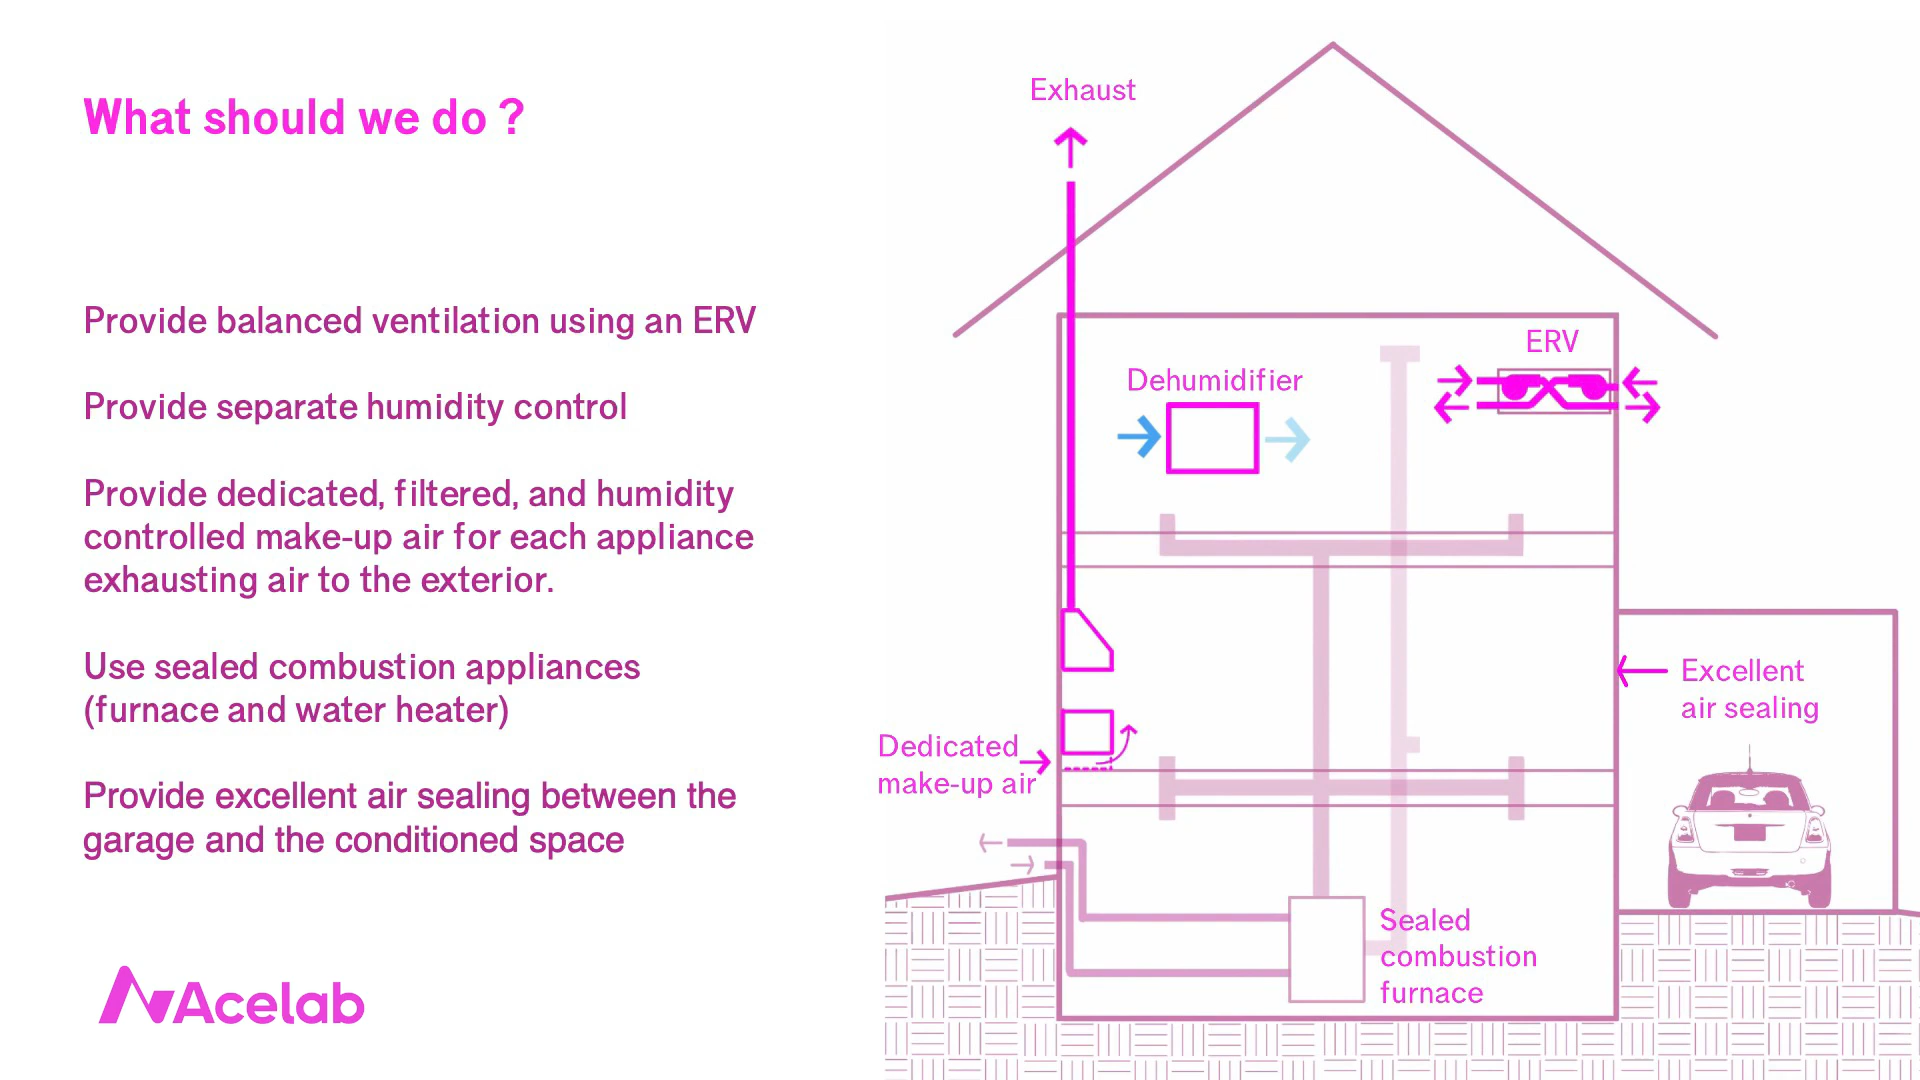 What should we do ?
Provide balanced ventilation using an ERV
Provide separate humidity control
Provide dedicated, filtered, and humidity
controlled make-up air for each appliance
exhausting air to the exterior.
Use sealed combustion appliances
(furnace and water heater)
Provide excellent air sealing between the
garage and the conditioned space
Acelab
Exhaust
ERV
Dehumidifier
Excellent
air sealing
Dedicated
make-up air
Sealed
combustion
furnace